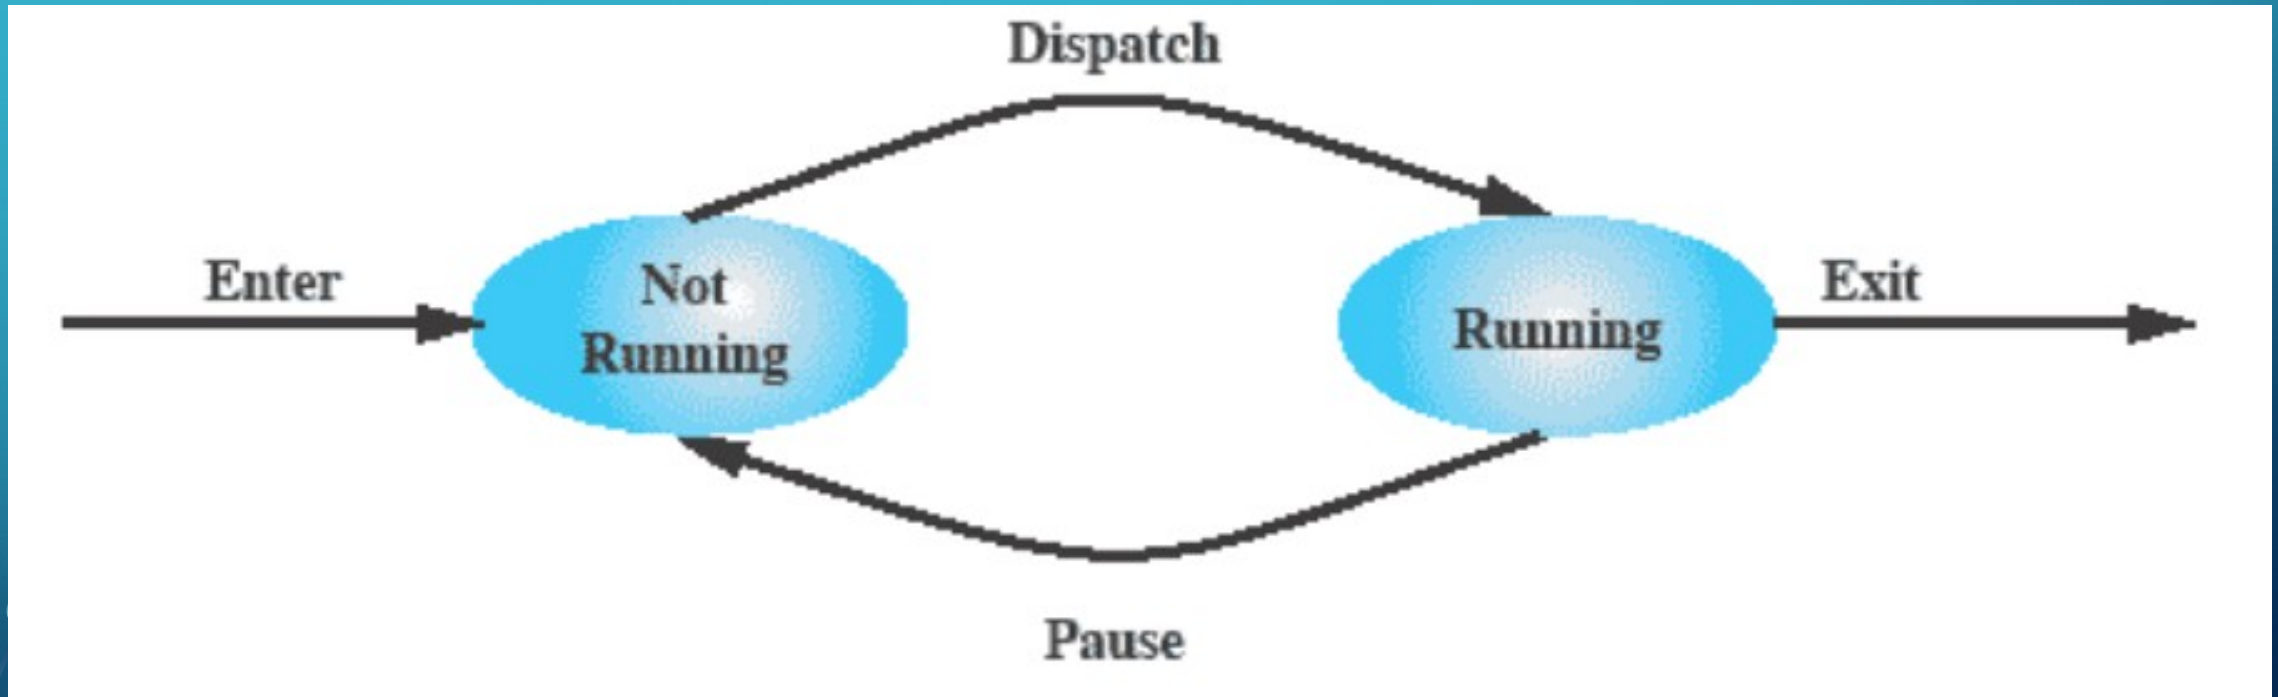 Dispatch
Enter
Not
Running
Running
Exit
Pause